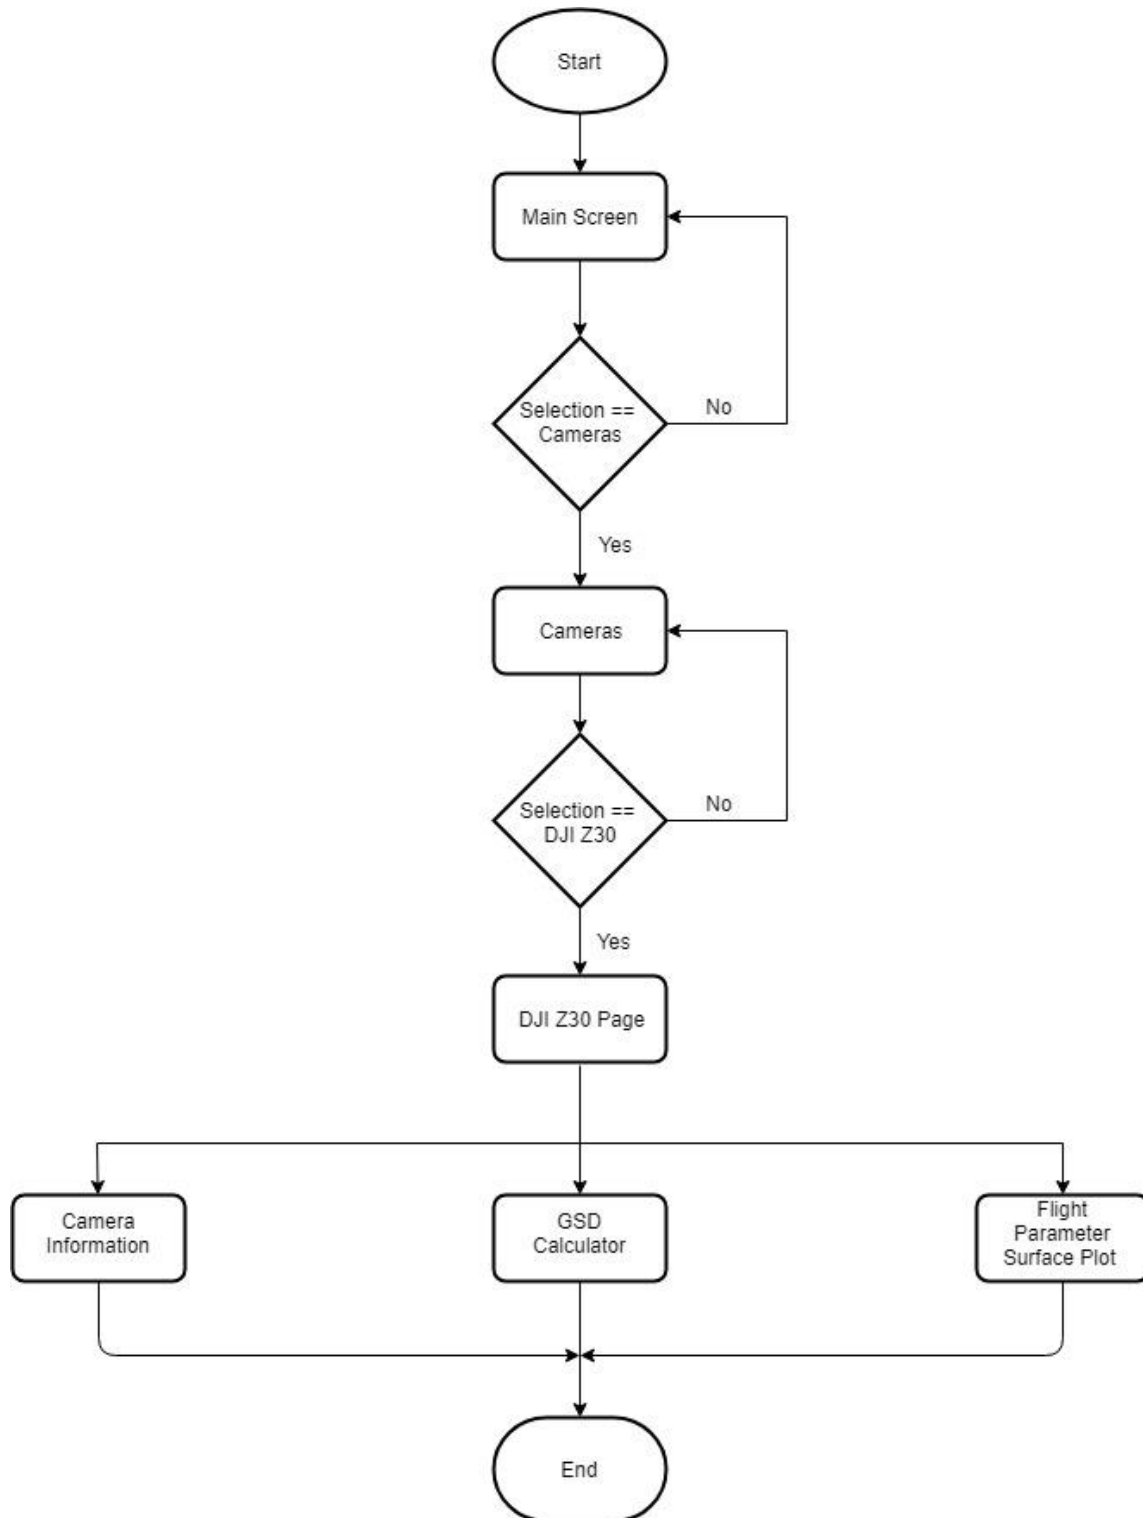 Start
Main Screen
Selection ==
Cameras
No
Yes
Cameras
Selection ==
DJI Z30
No
Yes
DJI Z30 Page
Camera
Information
GSD
Calculator
Flight
Parameter
Surface Plot
End